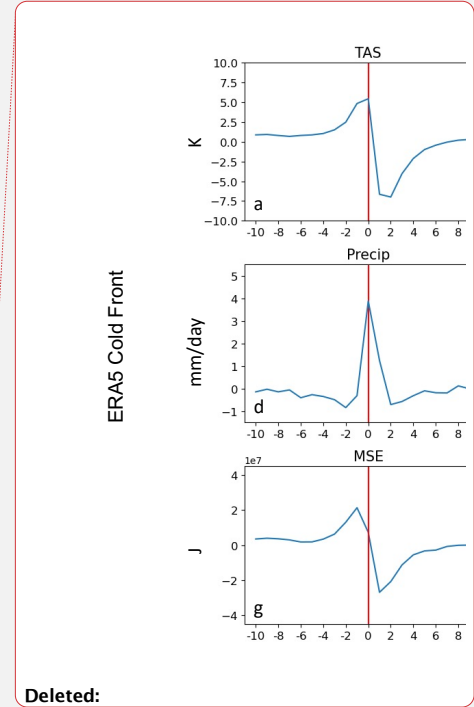 TAS
10.0
7.5
5.0
2.5
0.0
−2.5
−5.0
−7.5
−10.0
K
a
-10 -8 -6 -4 -2 0 2 4 6 8
Precip
5
4
3
2
1
0
−1
mm/day
d
-10 -8 -6 -4 -2 0 2 4 6 8
ERA5 Cold Front
MSE
1e7
4
2
0
−2
−4
J
g
-10 -8 -6 -4 -2 0 2 4 6 8
Deleted: